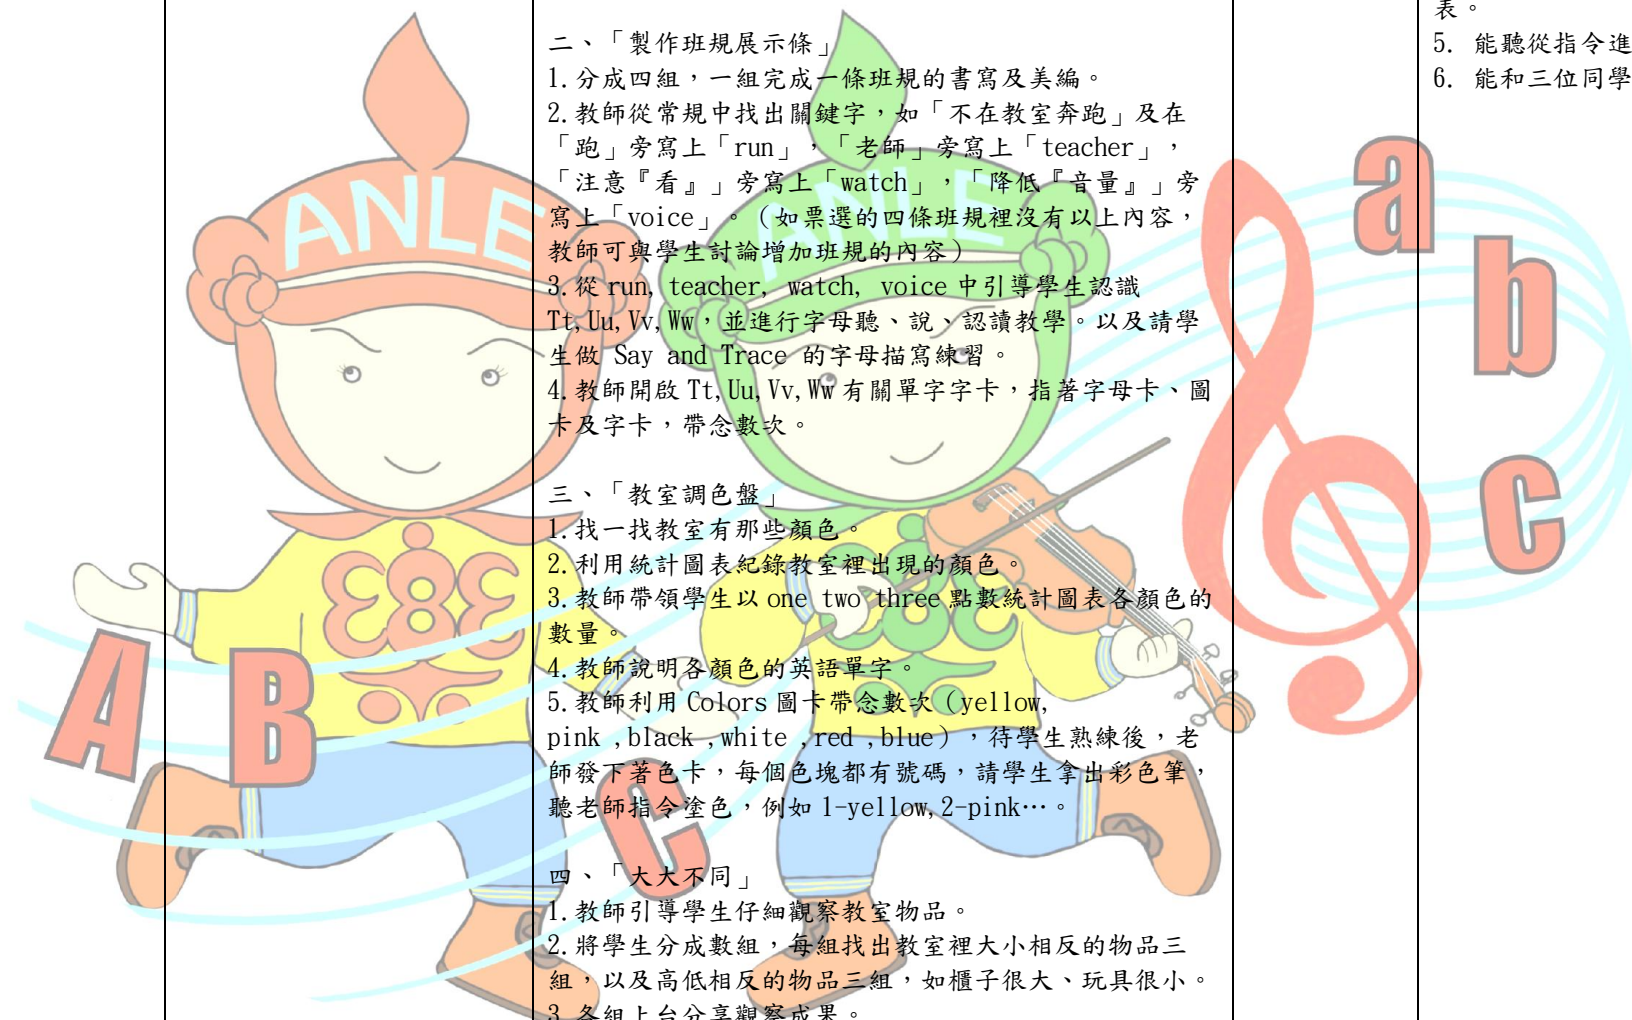 二、「製作班規展示條」
1.分成四組，一組完成一條班規的書寫及美編。
2.教師從常規中找出關鍵字，如「不在教室奔跑」及在
「跑」旁寫上「run」，「老師」旁寫上「teacher」，
「注意『看』」旁寫上「watch」，「降低『音量』」旁
寫上「voice」。（如票選的四條班規裡沒有以上內容，
教師可與學生討論增加班規的內容）
3.從 run, teacher, watch, voice 中引導學生認識
Tt,Uu,Vv,Ww，並進行字母聽、說、認讀教學。以及請學
生做 Say and Trace 的字母描寫練習。
4.教師開啟 Tt,Uu,Vv,Ww 有關單字字卡，指著字母卡、圖
卡及字卡，帶念數次。
三、「教室調色盤」
1.找一找教室有那些顏色。
2.利用統計圖表紀錄教室裡出現的顏色。
3.教師帶領學生以 one two three 點數統計圖表各顏色的
數量。
4.教師說明各顏色的英語單字。
5.教師利用 Colors 圖卡帶念數次（yellow,
pink ,black ,white ,red ,blue），待學生熟練後，老
師發下著色卡，每個色塊都有號碼，請學生拿出彩色筆，
聽老師指令塗色，例如 1-yellow,2-pink…。
四、「大大不同」
1.教師引導學生仔細觀察教室物品。
2.將學生分成數組，每組找出教室裡大小相反的物品三
組，以及高低相反的物品三組，如櫃子很大、玩具很小。
3.各組上台分享觀察成果。
表。
5. 能聽從指令進
6. 能和三位同學
ANLE
ANLE
A
B
C
a
b
c